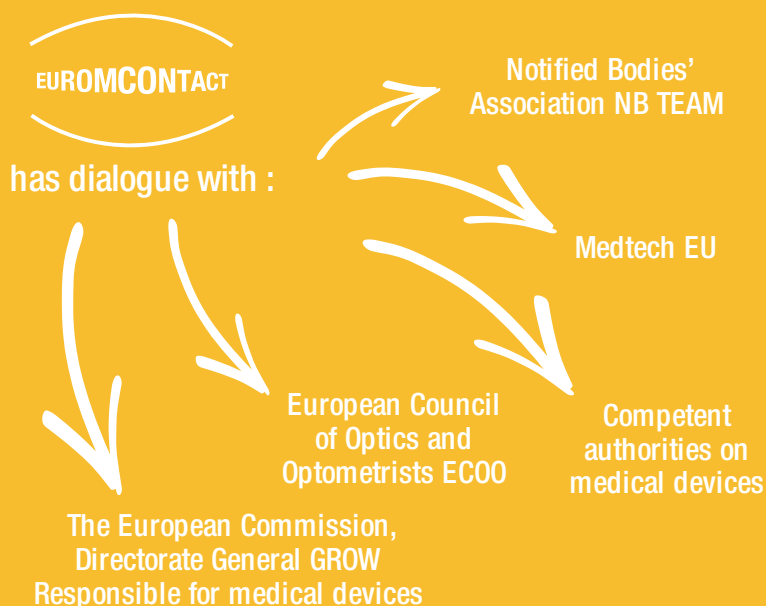 EUROMCONTACT
has dialogue with :
Notified Bodies’
Association NB TEAM
Medtech EU
Competent
authorities on
medical devices
European Council
of Optics and
Optometrists ECOO
The European Commission,
Directorate General GROW
Responsible for medical devices